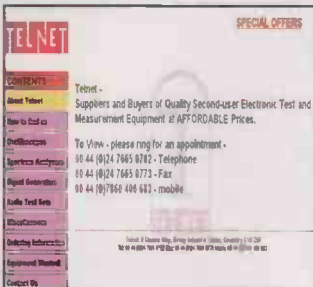 SPECIAL OFFERS
TELNET
CONTENTS
About Telnet
How to find us
Oscilloscopes
Spectrum Analysers
Signal Generators
Audio Test Sets
Miscellaneous
Ordering Information
Equipment Wanted
Contact Us
Telnet -
Suppliers and Buyers of Quality Second-user Electronic Test and
Measurement Equipment at AFFORDABLE Prices.
To View - please ring for an appointment -
00 44 (0)24 7665 0702 - Telephone
00 44 (0)24 7665 0773 - Fax
00 44 (0)7860 400 683 - mobile